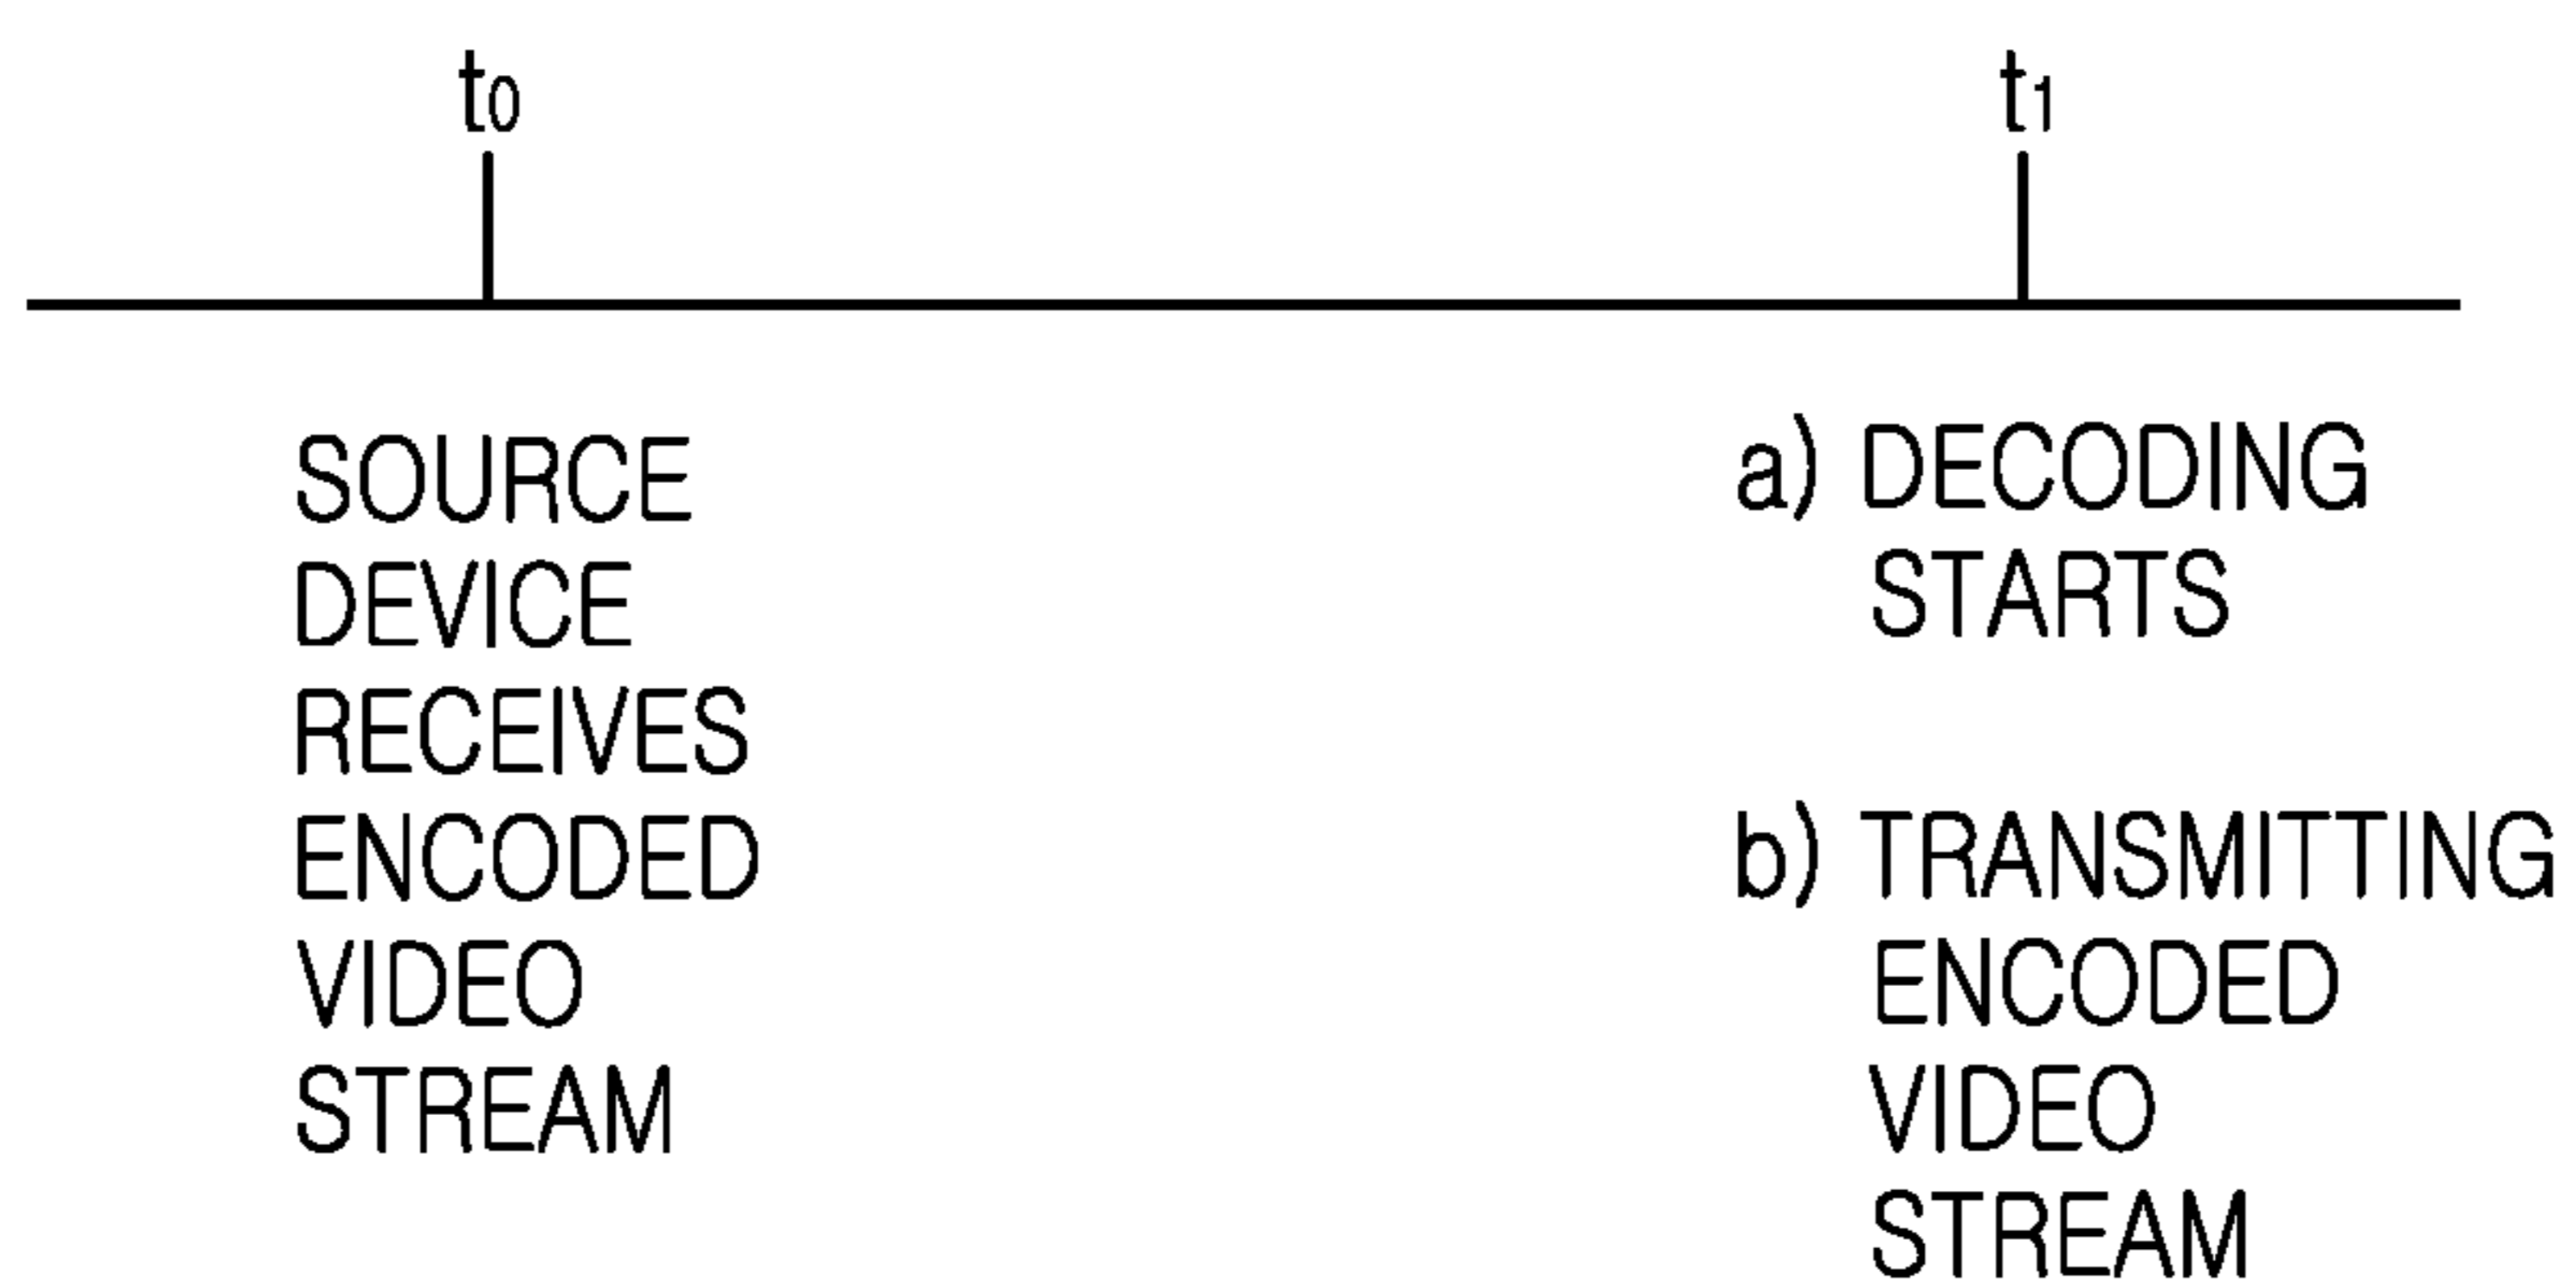 t0
t1
SOURCE
DEVICE
RECEIVES
ENCODED
VIDEO
STREAM
a) DECODING
STARTS
b) TRANSMITTING
ENCODED
VIDEO
STREAM